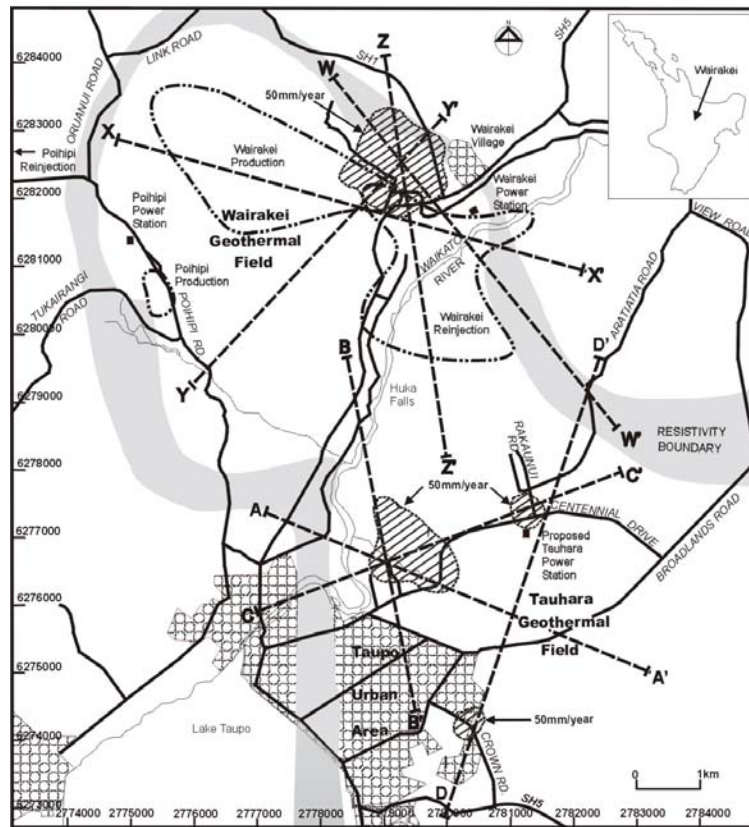 6284000
6283000
6282000
6281000
6280000
6279000
6278000
6277000
6276000
6275000
6274000
6273000
2774000
2775000
2776000
2777000
2778000
2779000
2780000
2781000
2782000
2783000
2784000
N
Wairakei
LINK ROAD
ORUANUI ROAD
SH1
SH5
Z
W
50mm/year
Y'
X
Poihipi
Reinjection
Wairakei
Production
Wairakei
Village
Wairakei
Power
Station
Poihipi
Power
Station
Wairakei
Geothermal
Field
VIEW ROAD
WAIKATO
RIVER
X'
ARATIATIA ROAD
TUKAIRANGI
ROAD
Poihipi
Production
POIHIPI RD
Wairakei
Reinjection
B
D'
Y
Huka
Falls
W'
RESISTIVITY
BOUNDARY
Z'
RAKAUNUI
RD
C'
50mm/year
A
CENTENNIAL DRIVE
BROADLANDS ROAD
Proposed
Tauhara
Power
Station
C
Tauhara
Geothermal
Field
Taupo
Urban
Area
A'
B'
50mm/year
Lake Taupo
CROWN RD
D
SH5
0 1km